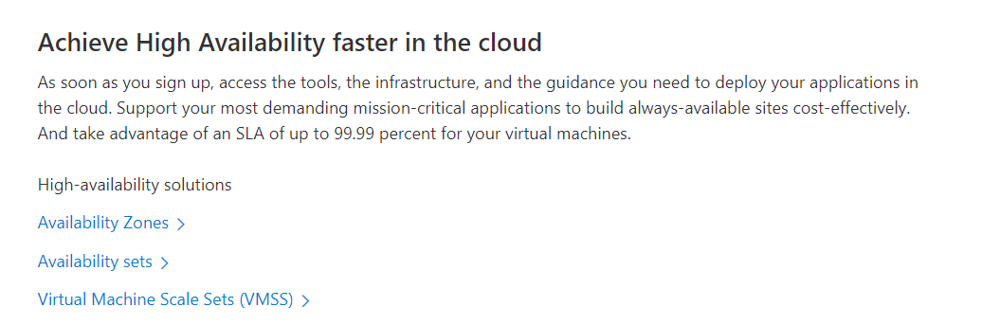 Achieve High Availability faster in the cloud
As soon as you sign up, access the tools, the infrastructure, and the guidance you need to deploy your applications in
the cloud. Support your most demanding mission-critical applications to build always-available sites cost-effectively.
And take advantage of an SLA of up to 99.99 percent for your virtual machines.
High-availability solutions
Availability Zones
Availability sets
Virtual Machine Scale Sets (VMSS)